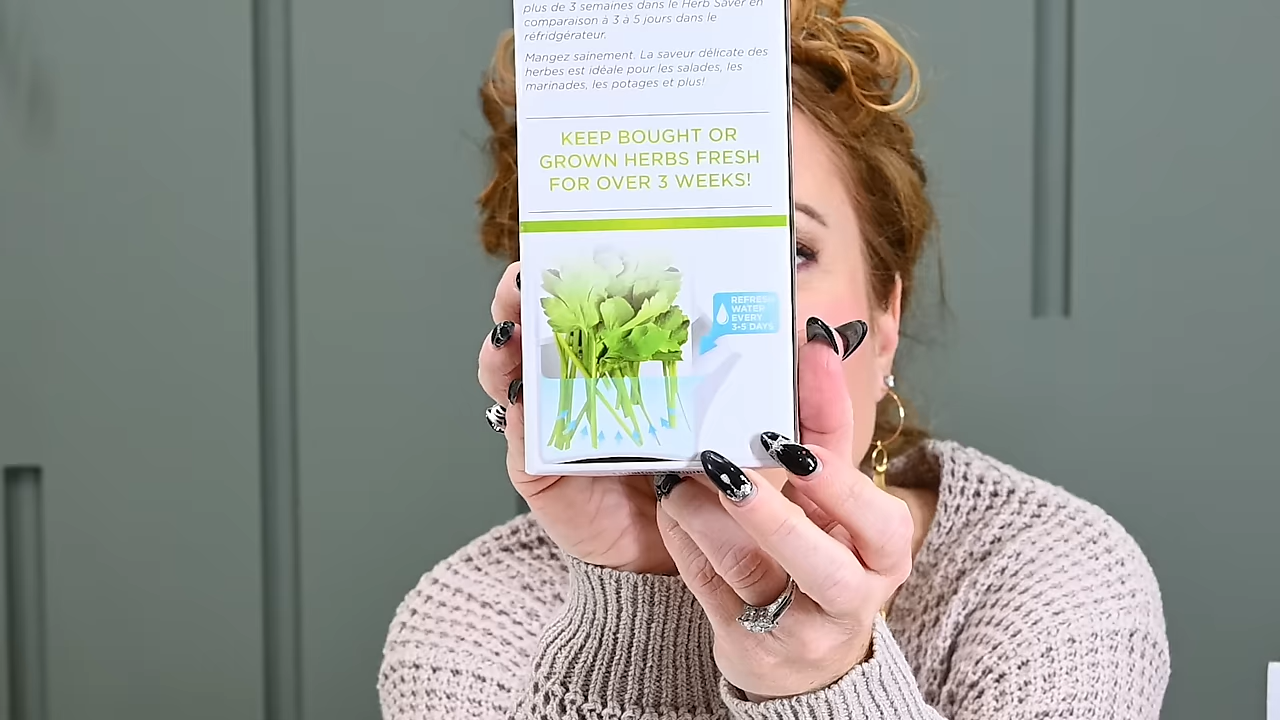 plus de 3 semaines dans le Herb Saver en
comparaison à 3 à 5 jours dans le
réfridgérateur.
Mangez sainement. La saveur délicate des
herbes est idéale pour les salades, les
marinades, les potages et plus!
KEEP BOUGHT OR
GROWN HERBS FRESH
FOR OVER 3 WEEKS!
REFRESH
WATER
EVERY
3-5 DAYS